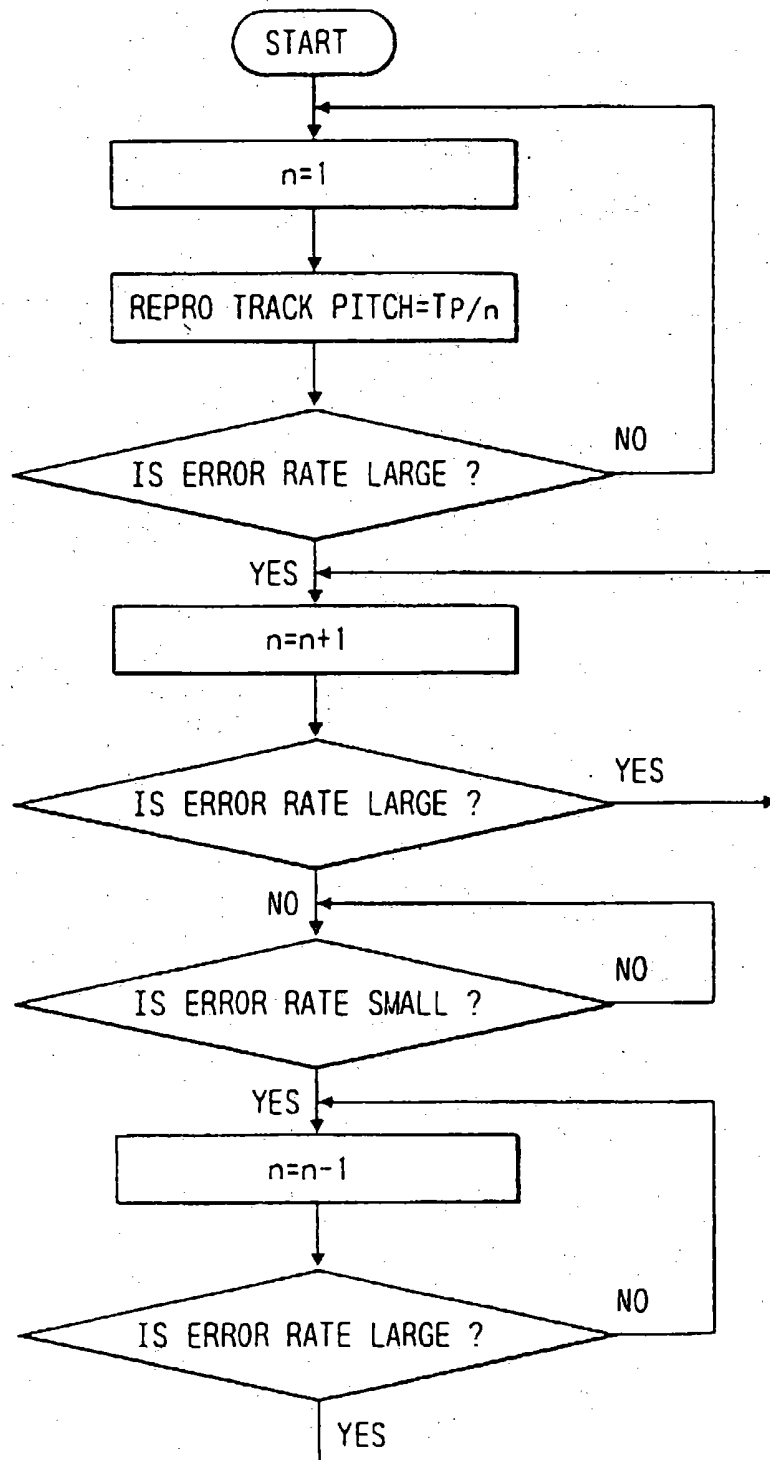 START
n=1
REPRO TRACK PITCH=TP/n
IS ERROR RATE LARGE ?
NO
YES
n=n+1
IS ERROR RATE LARGE ?
YES
NO
IS ERROR RATE SMALL ?
NO
YES
n=n-1
IS ERROR RATE LARGE ?
NO
YES